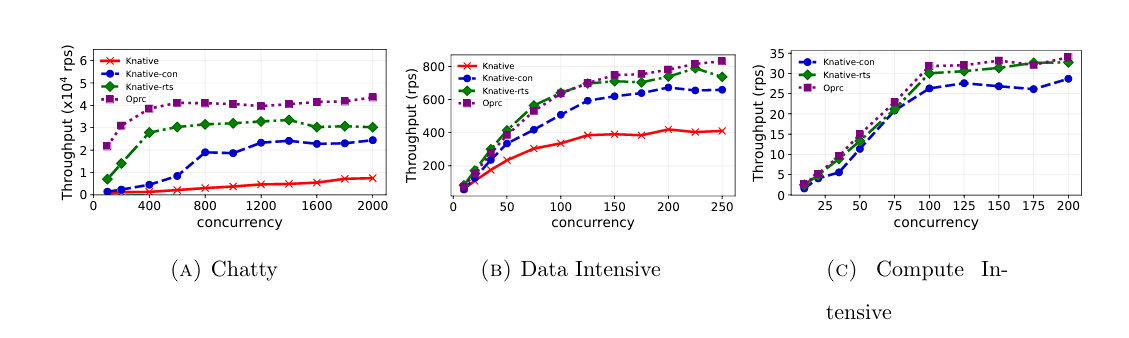 Throughput (x10⁴ rps)
6
5
4
3
2
1
0
Knative
Knative-con
Knative-rts
Oprc
0 400 800 1200 1600 2000
concurrency
(A) Chatty
Throughput (rps)
800
600
400
200
Knative
Knative-con
Knative-rts
Oprc
0 50 100 150 200 250
concurrency
(B) Data Intensive
Throughput (rps)
35
30
25
20
15
10
5
0
Knative-con
Knative-rts
Oprc
25 50 75 100 125 150 175 200
concurrency
(C) Compute In-
tensive